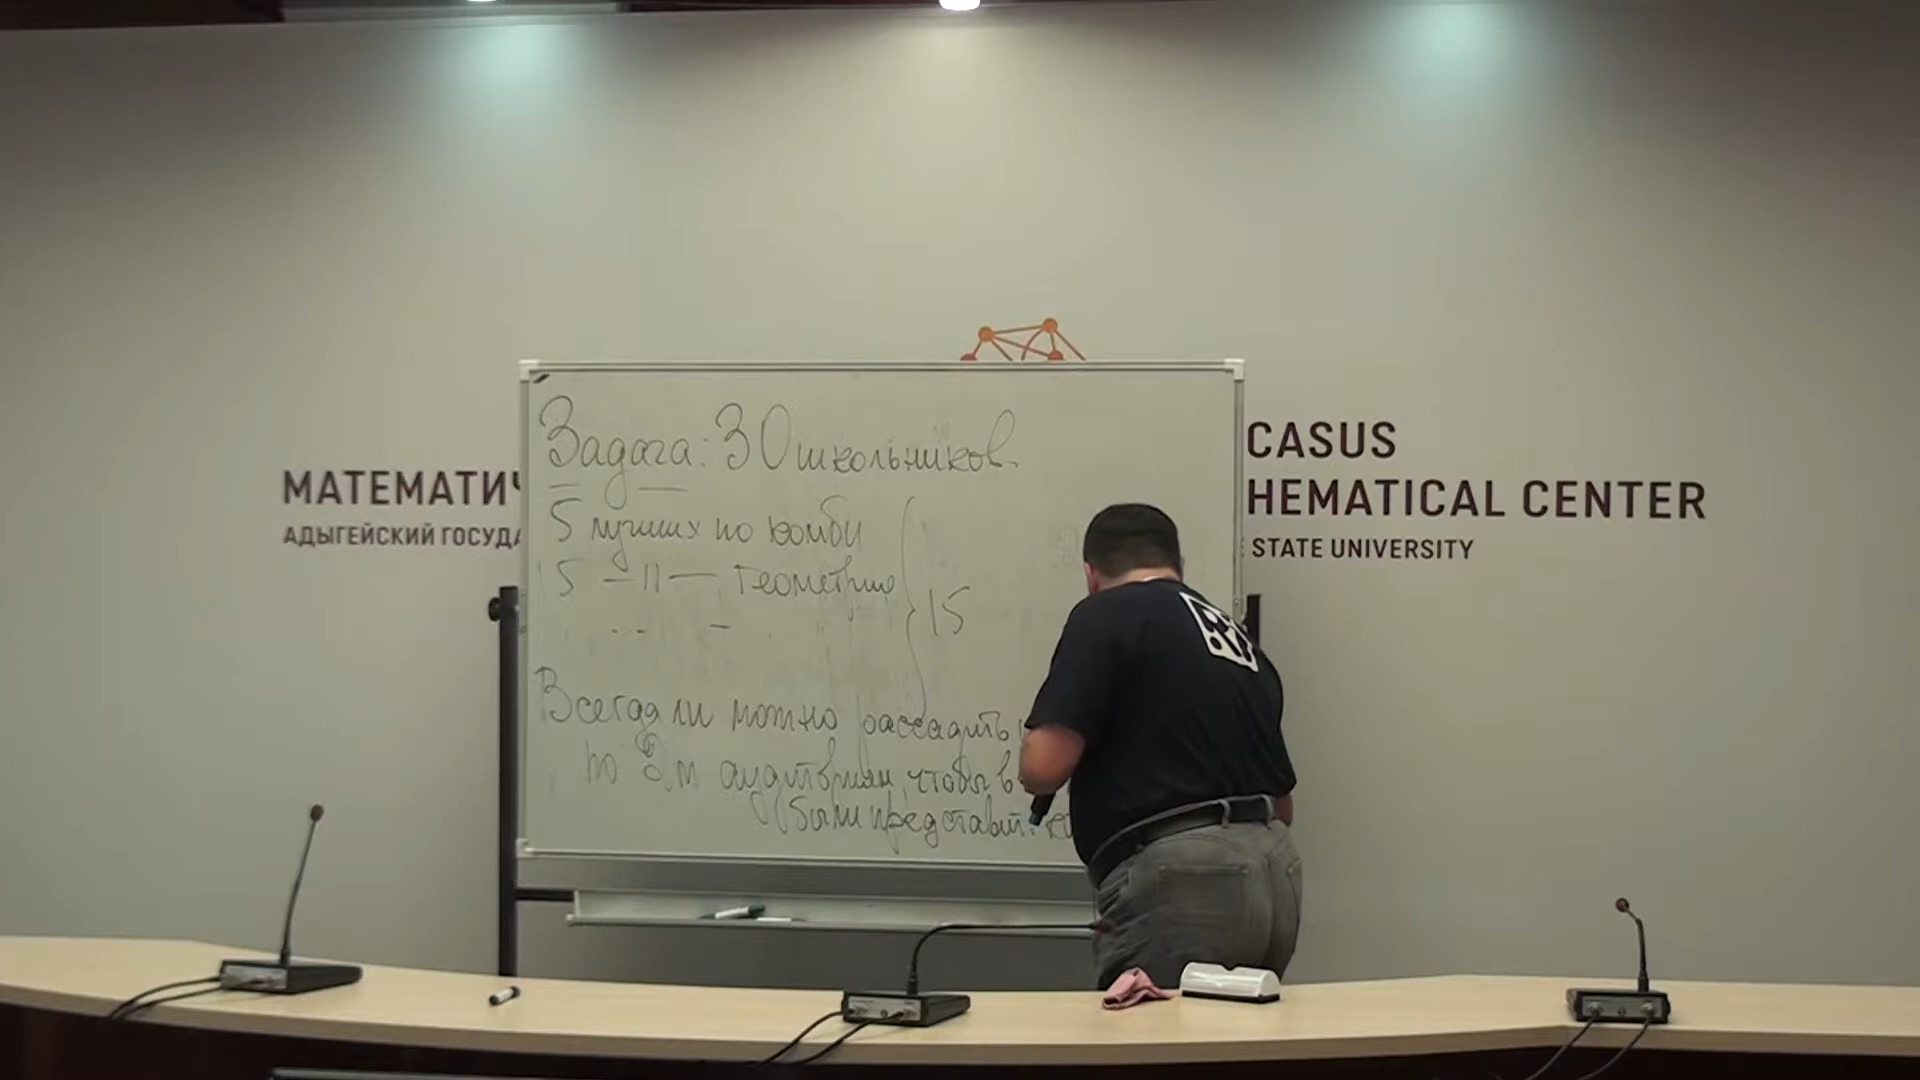 Задача: 30 школьников.
5 лучших по комби
5 —11— геометрии
15
Всегда ли можно рассадить
по 2м аудиториям, чтобы в
были представит.
МАТЕМАТИЧ
АДЫГЕЙСКИЙ ГОСУДА
CASUS
HEMATICAL CENTER
STATE UNIVERSITY